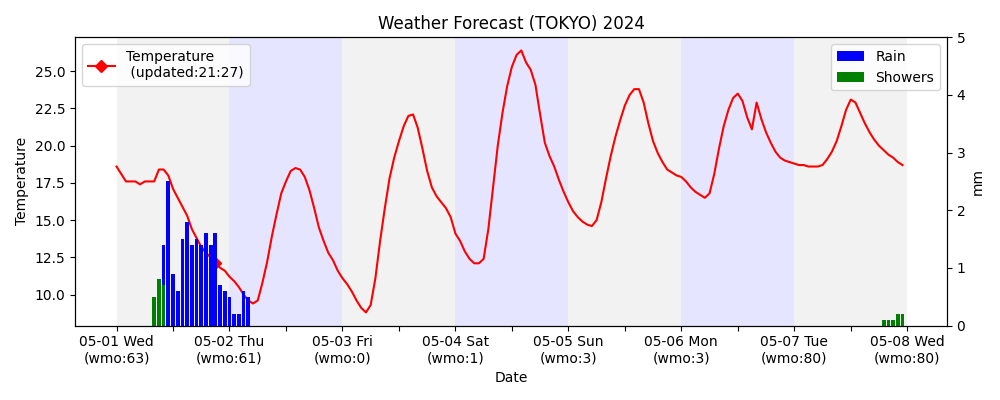 Weather Forecast (TOKYO) 2024
Temperature
(updated:21:27)
Rain
Showers
Temperature
25.0
22.5
20.0
17.5
15.0
12.5
10.0
5
4
3
2
1
0
mm
05-01 Wed
(wmo:63)
05-02 Thu
(wmo:61)
05-03 Fri
(wmo:0)
05-04 Sat
(wmo:1)
05-05 Sun
(wmo:3)
05-06 Mon
(wmo:3)
05-07 Tue
(wmo:80)
05-08 Wed
(wmo:80)
Date